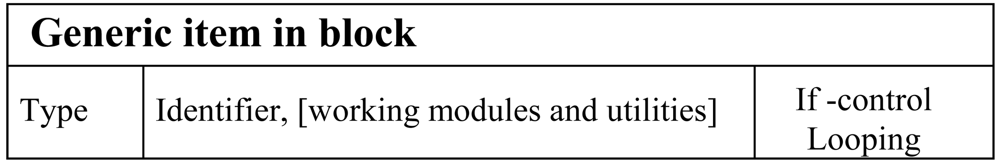 Generic item in block
Type
Identifier, [working modules and utilities]
If -control
Looping